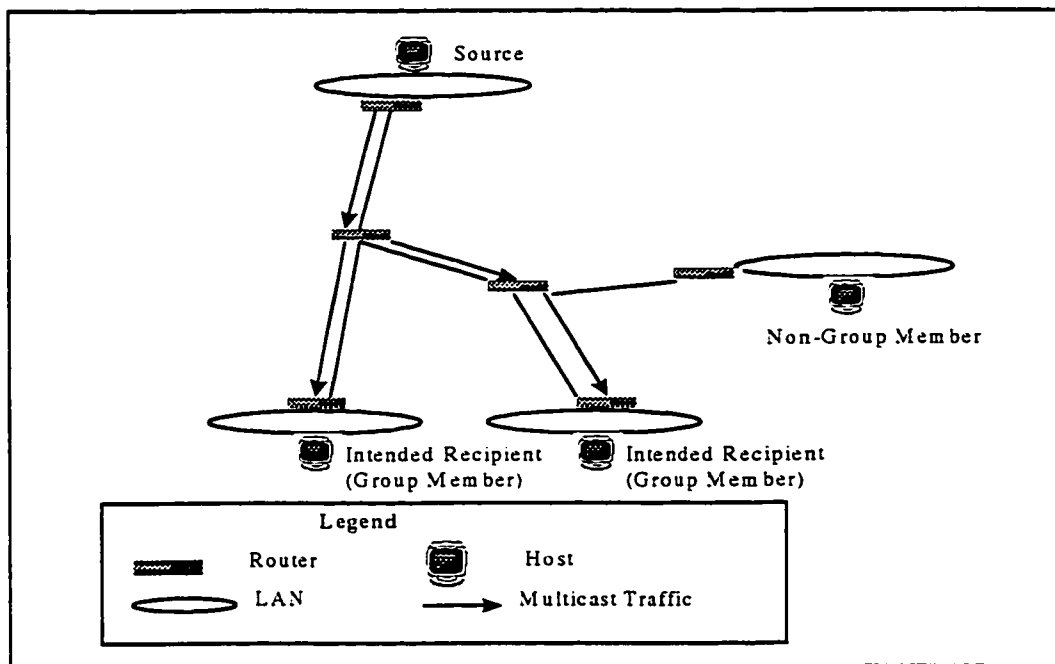 Source
Non-Group Member
Intended Recipient
(Group Member)
Intended Recipient
(Group Member)
Legend
Router
Host
LAN
Multicast Traffic